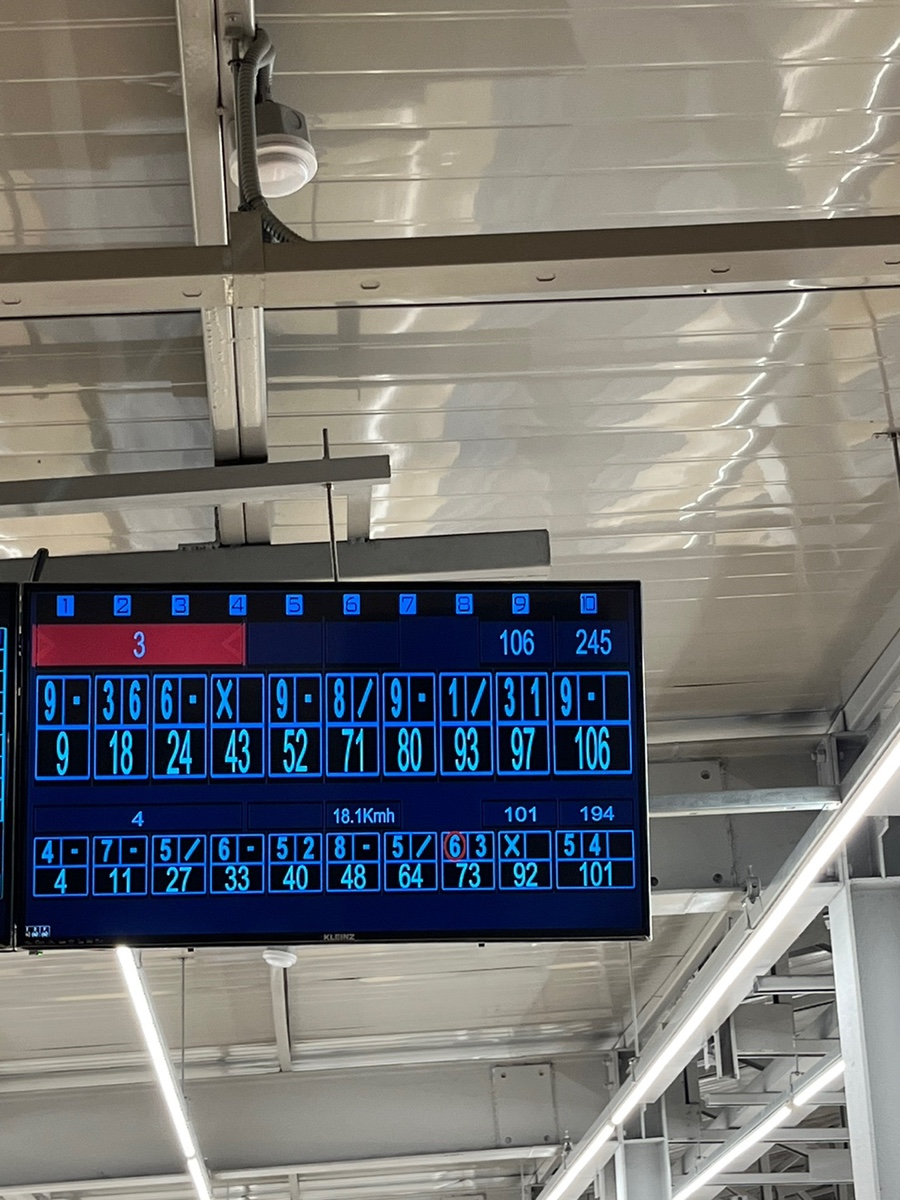 1 2 3 4 5 6 7 8 9 10
3 106 245
9 - 3 6 6 - X 9 - 8 / 9 - 1 / 3 1 9 -
9 18 24 43 52 71 80 93 97 106
4 18.1Kmh 101 194
4 - 7 - 5 / 6 - 5 2 8 - 5 / 6 3 X 5 4
4 11 27 33 40 48 64 73 92 101
KLEINZ